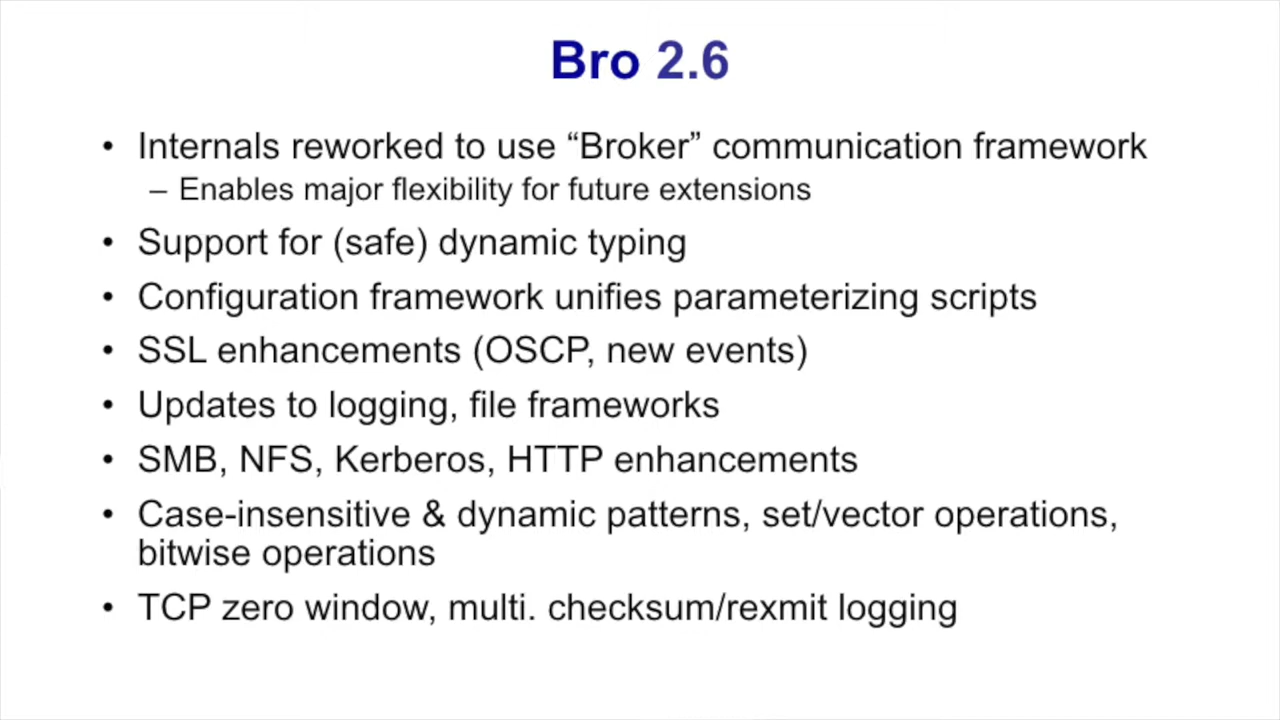 Bro 2.6
• Internals reworked to use “Broker” communication framework
– Enables major flexibility for future extensions
• Support for (safe) dynamic typing
• Configuration framework unifies parameterizing scripts
• SSL enhancements (OSCP, new events)
• Updates to logging, file frameworks
• SMB, NFS, Kerberos, HTTP enhancements
• Case-insensitive & dynamic patterns, set/vector operations,
bitwise operations
• TCP zero window, multi. checksum/rexmit logging